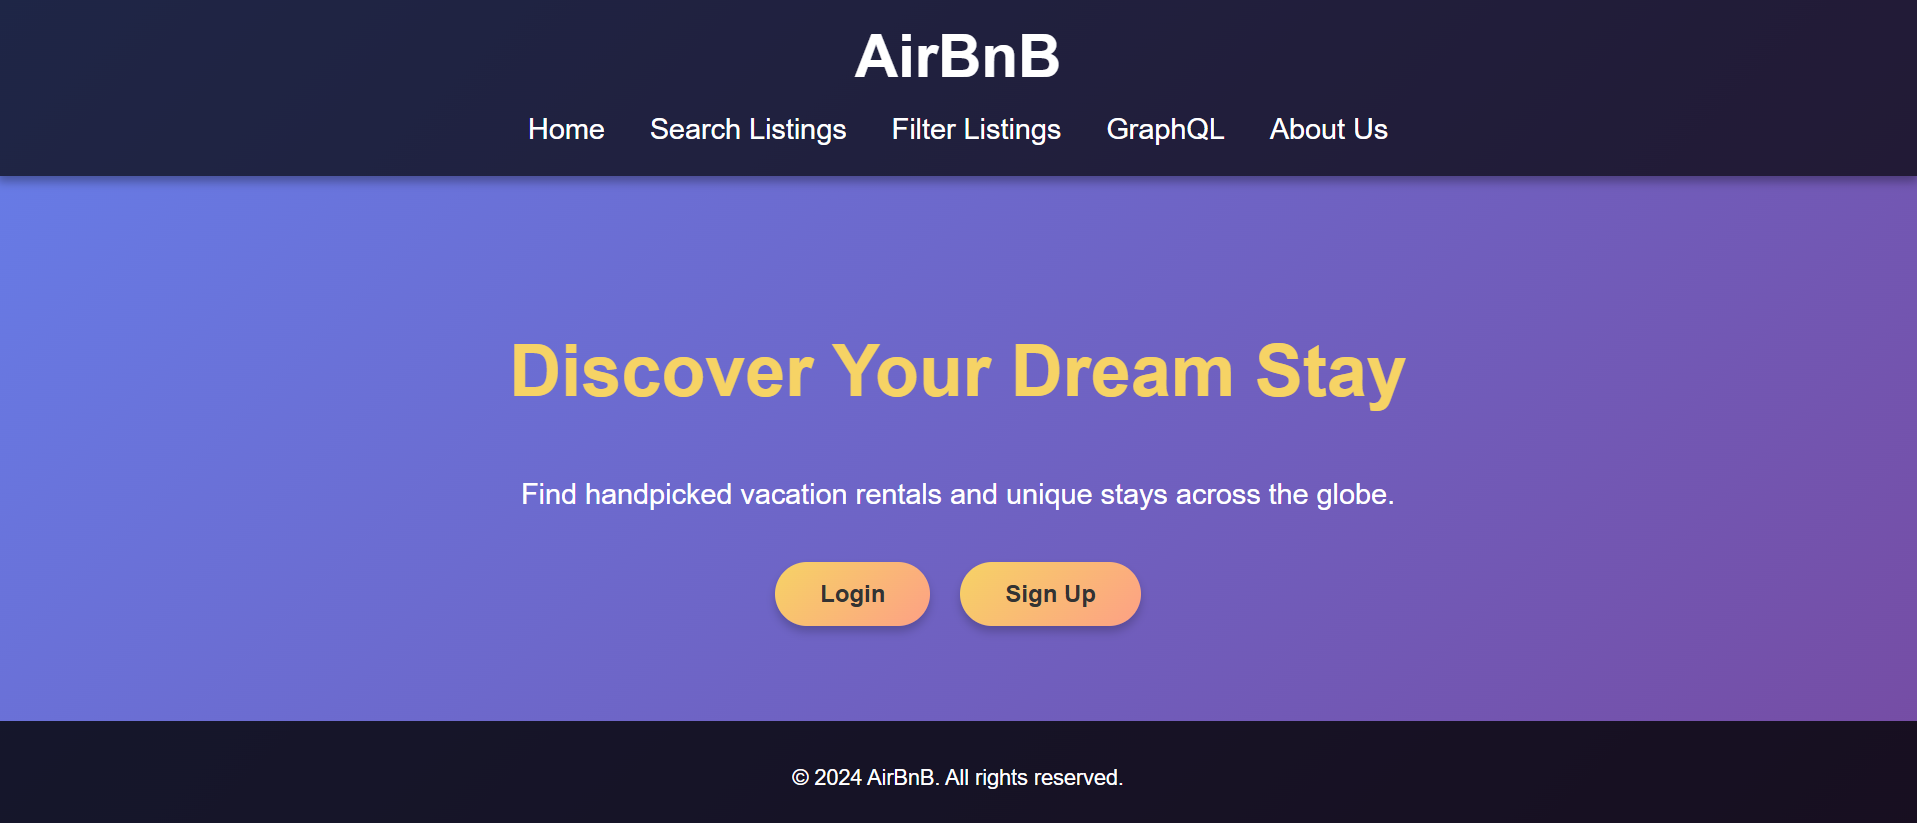 AirBnB
Home Search Listings Filter Listings GraphQL About Us
Discover Your Dream Stay
Find handpicked vacation rentals and unique stays across the globe.
Login Sign Up
© 2024 AirBnB. All rights reserved.